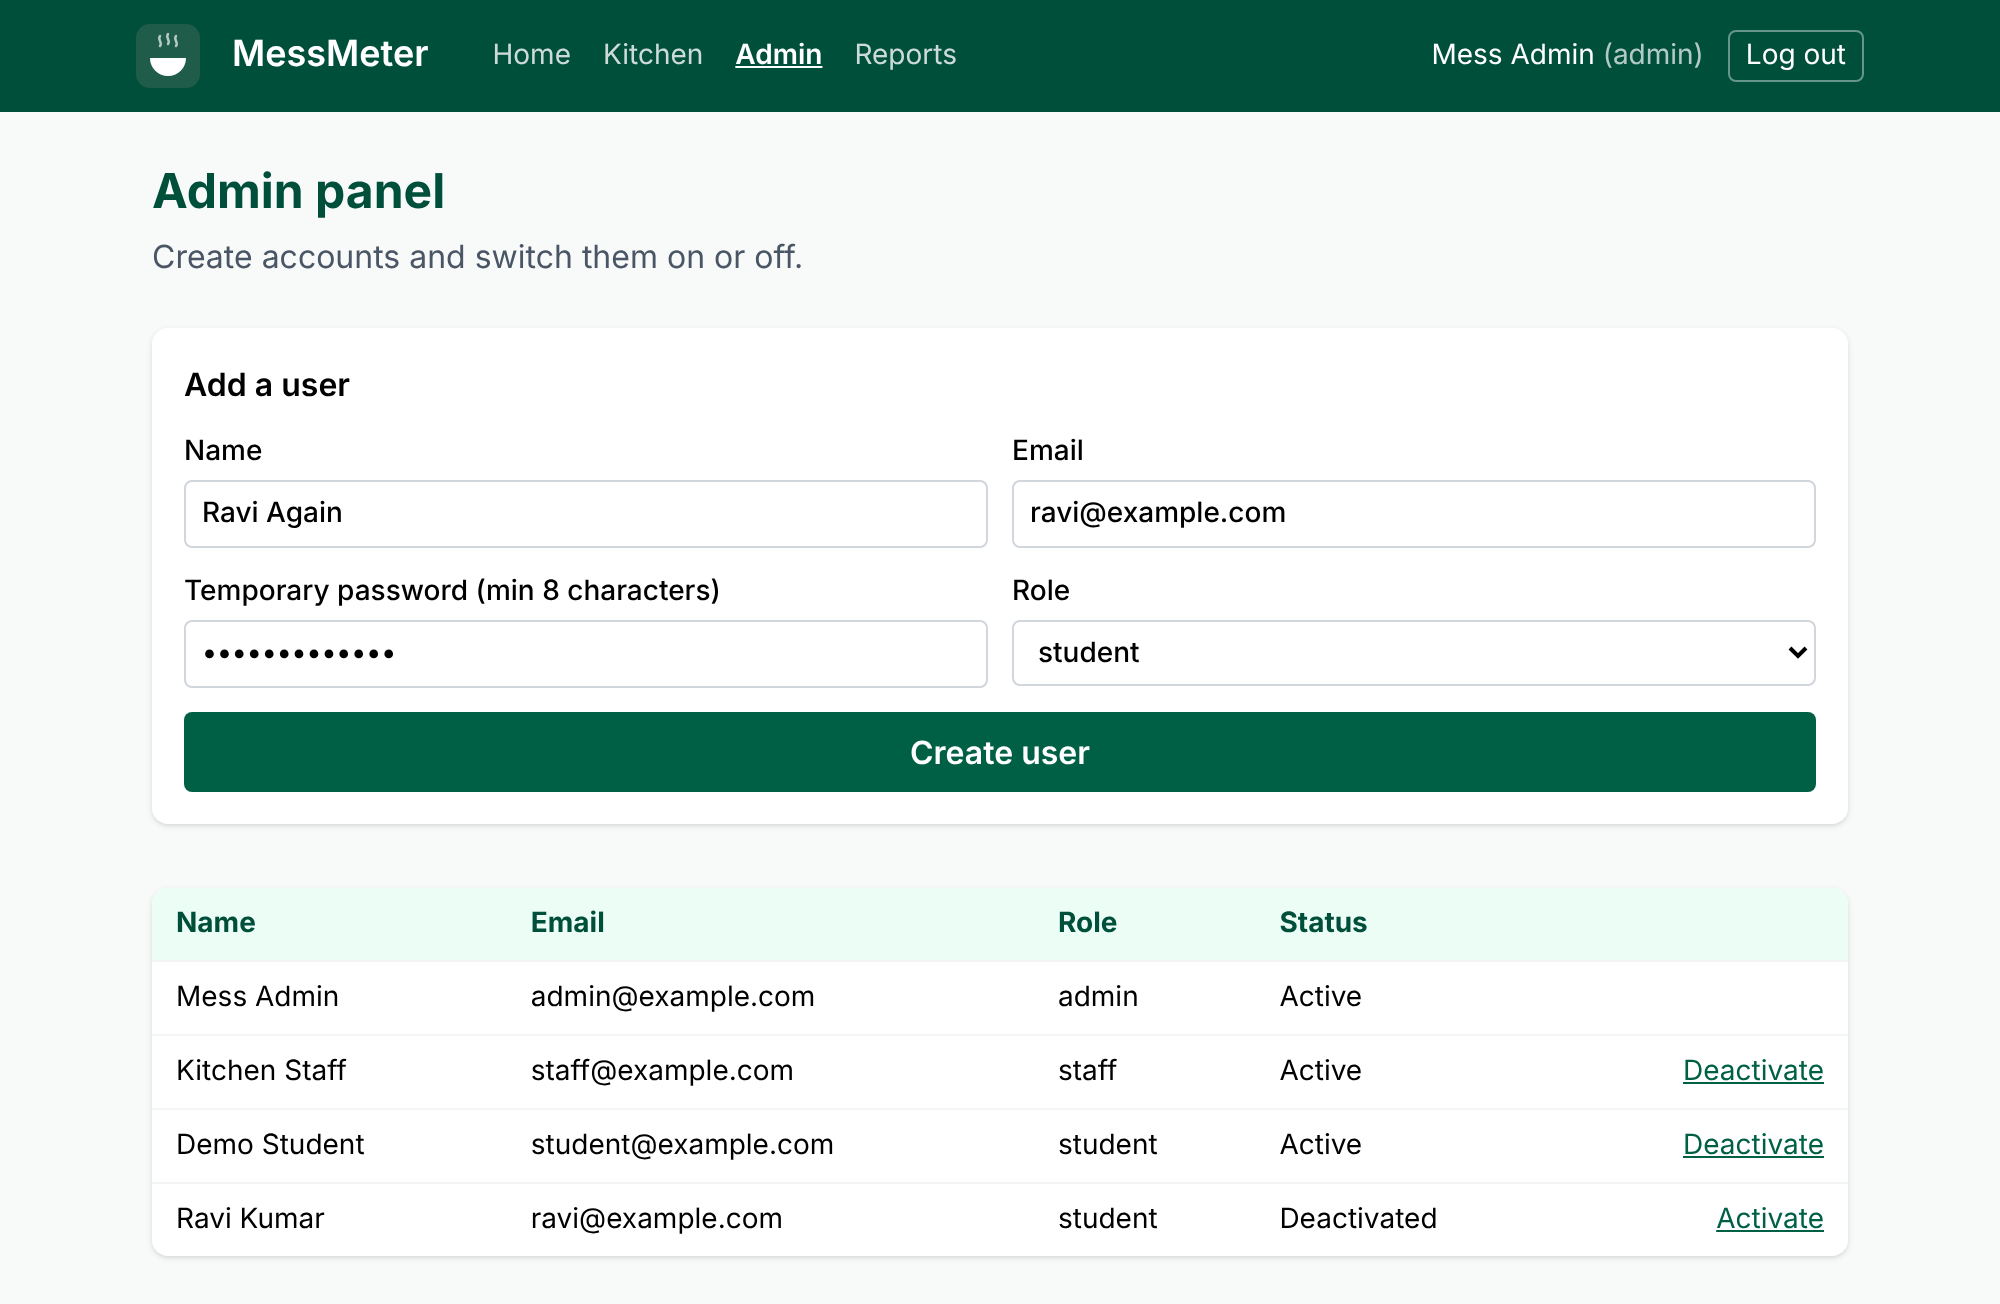 MessMeter Home Kitchen Admin Reports Mess Admin (admin) Log out
Admin panel
Create accounts and switch them on or off.
Add a user
Name Email
Ravi Again ravi@example.com
Temporary password (min 8 characters) Role
••••••••••••• student
Create user
Name Email Role Status
Mess Admin admin@example.com admin Active
Kitchen Staff staff@example.com staff Active Deactivate
Demo Student student@example.com student Active Deactivate
Ravi Kumar ravi@example.com student Deactivated Activate